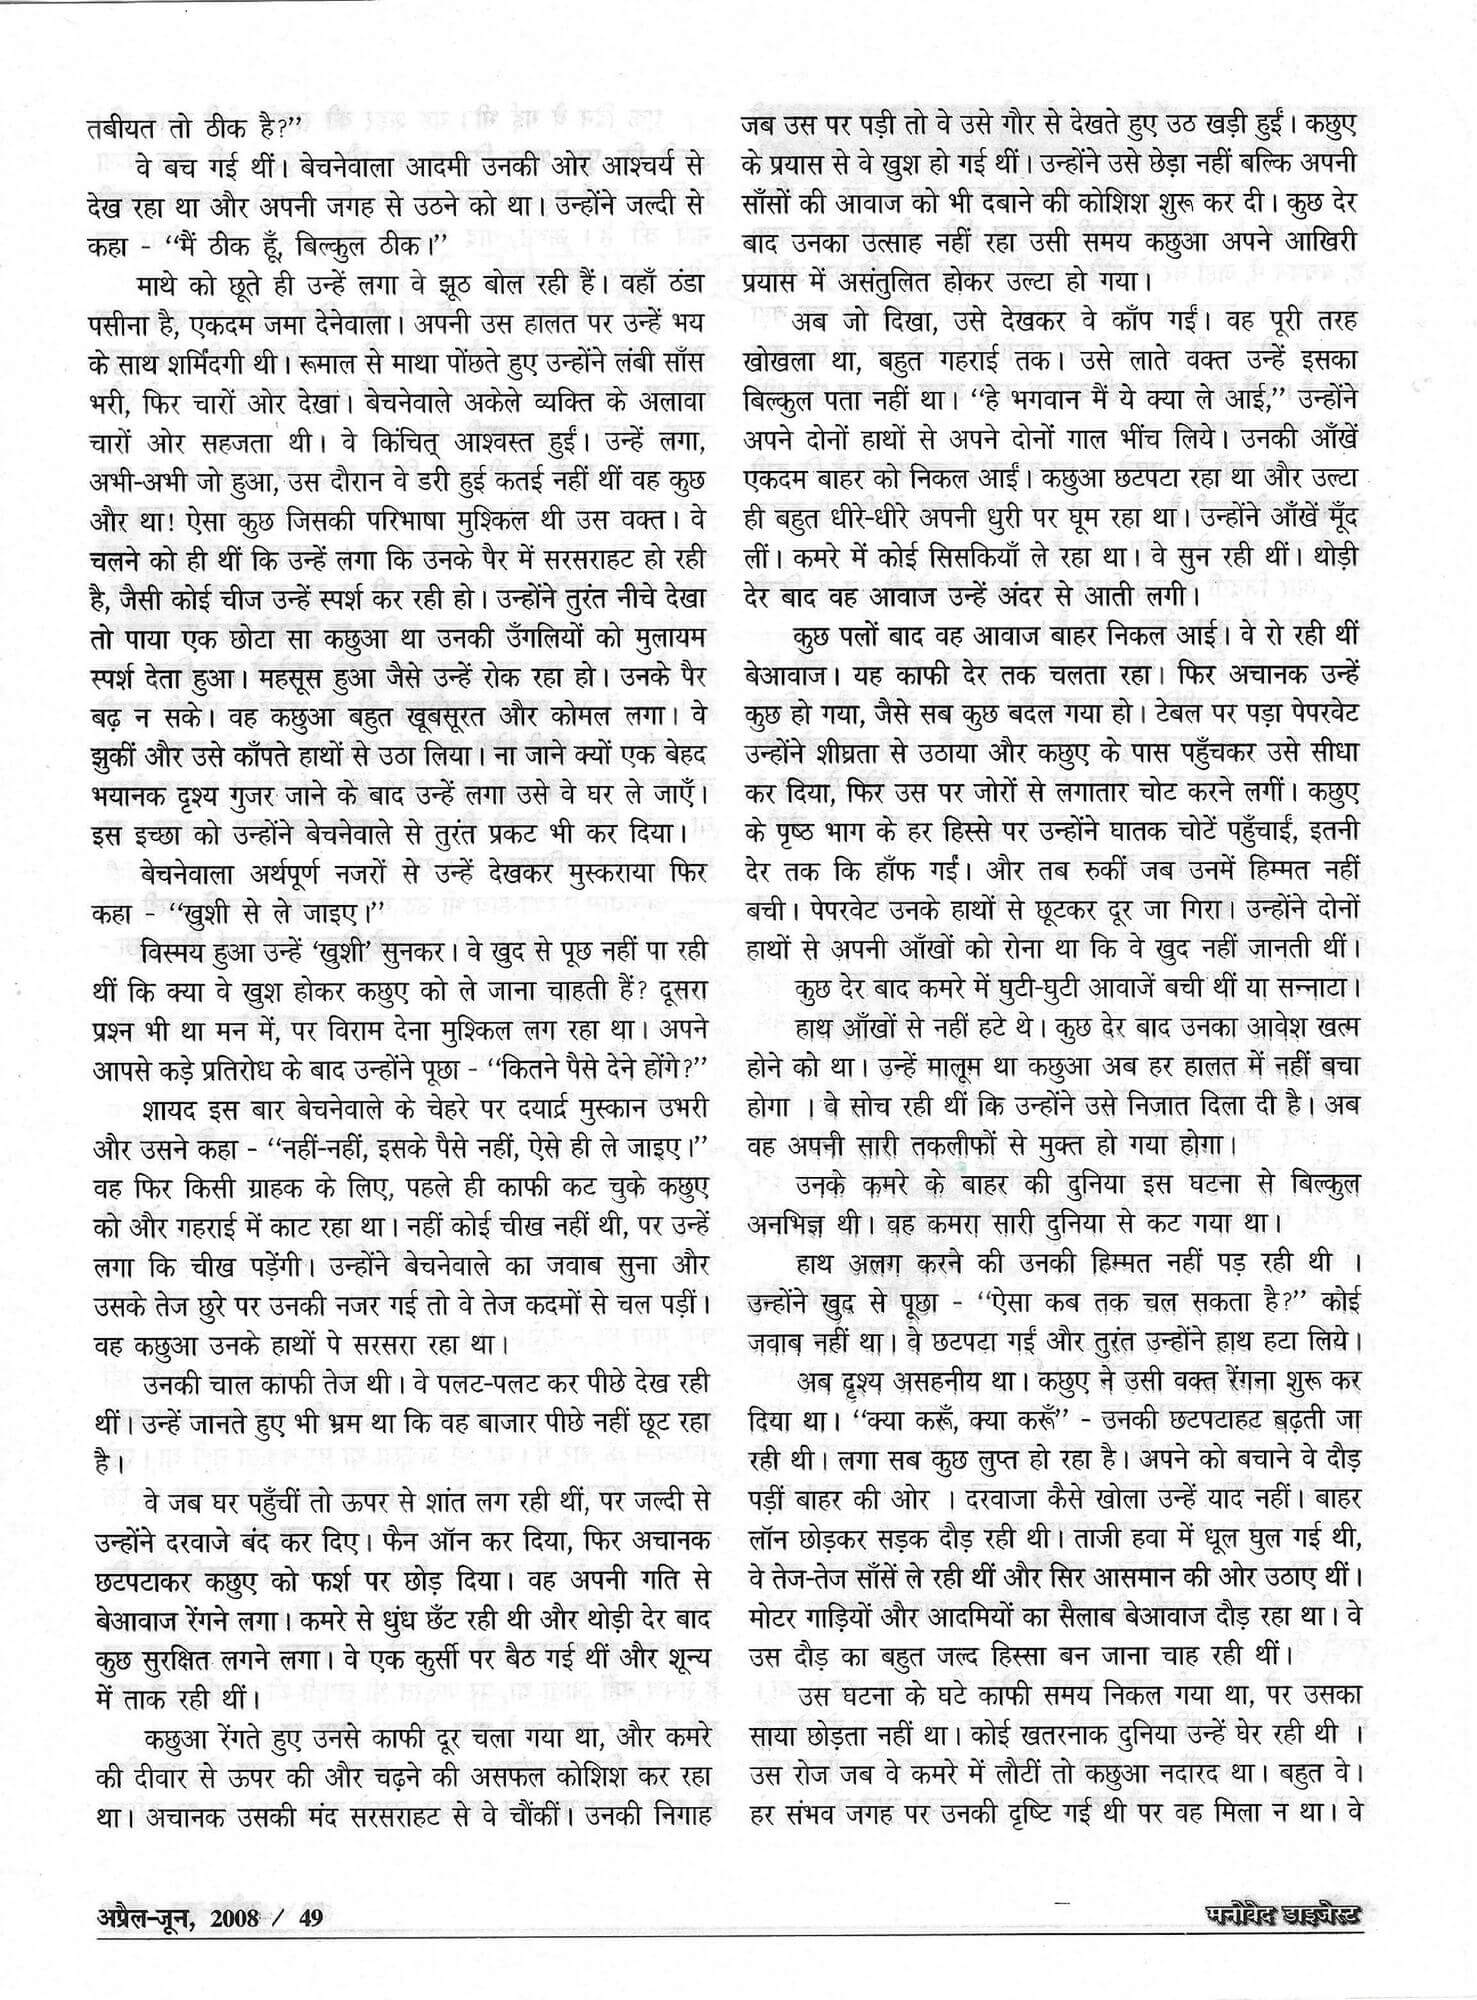 तबीयत तो ठीक है?”
वे बच गई थीं। बेचनेवाला आदमी उनकी ओर आश्चर्य से
देख रहा था और अपनी जगह से उठने को था। उन्होंने जल्दी से
कहा - “मैं ठीक हूँ, बिल्कुल ठीक।”
माथे को छूते ही उन्हें लगा वे झूठ बोल रही हैं। वहाँ ठंडा
पसीना है, एकदम जमा देनेवाला। अपनी उस हालत पर उन्हें भय
के साथ शर्मिंदगी थी। रूमाल से माथा पोंछते हुए उन्होंने लंबी साँस
भरी, फिर चारों ओर देखा। बेचनेवाले अकेले व्यक्ति के अलावा
चारों ओर सहजता थी। वे किंचित् आश्वस्त हुईं। उन्हें लगा,
अभी-अभी जो हुआ, उस दौरान वे डरी हुई कतई नहीं थीं वह कुछ
और था! ऐसा कुछ जिसकी परिभाषा मुश्किल थी उस वक्त। वे
चलने को ही थीं कि उन्हें लगा कि उनके पैर में सरसराहट हो रही
है, जैसी कोई चीज उन्हें स्पर्श कर रही हो। उन्होंने तुरंत नीचे देखा
तो पाया एक छोटा सा कछुआ था उनकी उँगलियों को मुलायम
स्पर्श देता हुआ। महसूस हुआ जैसे उन्हें रोक रहा हो। उनके पैर
बढ़ न सके। वह कछुआ बहुत खूबसूरत और कोमल लगा। वे
झुकीं और उसे काँपते हाथों से उठा लिया। ना जाने क्यों एक बेहद
भयानक दृश्य गुजर जाने के बाद उन्हें लगा उसे वे घर ले जाएँ।
इस इच्छा को उन्होंने बेचनेवाले से तुरंत प्रकट भी कर दिया।
बेचनेवाला अर्थपूर्ण नजरों से उन्हें देखकर मुस्कराया फिर
कहा - “खुशी से ले जाइए।”
विस्मय हुआ उन्हें ‘खुशी’ सुनकर। वे खुद से पूछ नहीं पा रही
थीं कि क्या वे खुश होकर कछुए को ले जाना चाहती हैं? दूसरा
प्रश्न भी था मन में, पर विराम देना मुश्किल लग रहा था। अपने
आपसे कड़े प्रतिरोध के बाद उन्होंने पूछा - “कितने पैसे देने होंगे?”
शायद इस बार बेचनेवाले के चेहरे पर दयार्द्र मुस्कान उभरी
और उसने कहा - “नहीं-नहीं, इसके पैसे नहीं, ऐसे ही ले जाइए।”
वह फिर किसी ग्राहक के लिए, पहले ही काफी कट चुके कछुए
को और गहराई में काट रहा था। नहीं कोई चीख नहीं थी, पर उन्हें
लगा कि चीख पड़ेंगी। उन्होंने बेचनेवाले का जवाब सुना और
उसके तेज छुरे पर उनकी नजर गई तो वे तेज कदमों से चल पड़ीं।
वह कछुआ उनके हाथों पे सरसरा रहा था।
उनकी चाल काफी तेज थी। वे पलट-पलट कर पीछे देख रही
थीं। उन्हें जानते हुए भी भ्रम था कि वह बाजार पीछे नहीं छूट रहा
है।
वे जब घर पहुँचीं तो ऊपर से शांत लग रही थीं, पर जल्दी से
उन्होंने दरवाजे बंद कर दिए। फैन ऑन कर दिया, फिर अचानक
छटपटाकर कछुए को फर्श पर छोड़ दिया। वह अपनी गति से
बेआवाज रेंगने लगा। कमरे से धुंध छँट रही थी और थोड़ी देर बाद
कुछ सुरक्षित लगने लगा। वे एक कुर्सी पर बैठ गई थीं और शून्य
में ताक रही थीं।
कछुआ रेंगते हुए उनसे काफी दूर चला गया था, और कमरे
की दीवार से ऊपर की और चढ़ने की असफल कोशिश कर रहा
था। अचानक उसकी मंद सरसराहट से वे चौंकीं। उनकी निगाह
जब उस पर पड़ी तो वे उसे गौर से देखते हुए उठ खड़ी हुईं। कछुए
के प्रयास से वे खुश हो गई थीं। उन्होंने उसे छेड़ा नहीं बल्कि अपनी
साँसों की आवाज को भी दबाने की कोशिश शुरू कर दी। कुछ देर
बाद उनका उत्साह नहीं रहा उसी समय कछुआ अपने आखिरी
प्रयास में असंतुलित होकर उल्टा हो गया।
अब जो दिखा, उसे देखकर वे काँप गईं। वह पूरी तरह
खोखला था, बहुत गहराई तक। उसे लाते वक्त उन्हें इसका
बिल्कुल पता नहीं था। “हे भगवान मैं ये क्या ले आई,” उन्होंने
अपने दोनों हाथों से अपने दोनों गाल भींच लिये। उनकी आँखें
एकदम बाहर को निकल आईं। कछुआ छटपटा रहा था और उल्टा
ही बहुत धीरे-धीरे अपनी धुरी पर घूम रहा था। उन्होंने आँखें मूँद
लीं। कमरे में कोई सिसकियाँ ले रहा था। वे सुन रही थीं। थोड़ी
देर बाद वह आवाज उन्हें अंदर से आती लगी।
कुछ पलों बाद वह आवाज बाहर निकल आई। वे रो रही थीं
बेआवाज। यह काफी देर तक चलता रहा। फिर अचानक उन्हें
कुछ हो गया, जैसे सब कुछ बदल गया हो। टेबल पर पड़ा पेपरवेट
उन्होंने शीघ्रता से उठाया और कछुए के पास पहुँचकर उसे सीधा
कर दिया, फिर उस पर जोरों से लगातार चोट करने लगीं। कछुए
के पृष्ठ भाग के हर हिस्से पर उन्होंने घातक चोटें पहुँचाईं, इतनी
देर तक कि हाँफ गईं। और तब रुकीं जब उनमें हिम्मत नहीं
बची। पेपरवेट उनके हाथों से छूटकर दूर जा गिरा। उन्होंने दोनों
हाथों से अपनी आँखों को रोना था कि वे खुद नहीं जानती थीं।
कुछ देर बाद कमरे में घुटी-घुटी आवाजें बची थीं या सन्नाटा।
हाथ आँखों से नहीं हटे थे। कुछ देर बाद उनका आवेश खत्म
होने को था। उन्हें मालूम था कछुआ अब हर हालत में नहीं बचा
होगा । वे सोच रही थीं कि उन्होंने उसे निजात दिला दी है। अब
वह अपनी सारी तकलीफों से मुक्त हो गया होगा।
उनके कमरे के बाहर की दुनिया इस घटना से बिल्कुल
अनभिज्ञ थी। वह कमरा सारी दुनिया से कट गया था।
हाथ अलग करने की उनकी हिम्मत नहीं पड़ रही थी ।
उन्होंने खुद से पूछा - “ऐसा कब तक चल सकता है?” कोई
जवाब नहीं था। वे छटपटा गईं और तुरंत उन्होंने हाथ हटा लिये।
अब दृश्य असहनीय था। कछुए ने उसी वक्त रेंगना शुरू कर
दिया था। “क्या करूँ, क्या करूँ” - उनकी छटपटाहट बढ़ती जा
रही थी। लगा सब कुछ लुप्त हो रहा है। अपने को बचाने वे दौड़
पड़ीं बाहर की ओर । दरवाजा कैसे खोला उन्हें याद नहीं। बाहर
लॉन छोड़कर सड़क दौड़ रही थी। ताजी हवा में धूल घुल गई थी,
वे तेज-तेज साँसें ले रही थीं और सिर आसमान की ओर उठाए थीं।
मोटर गाड़ियों और आदमियों का सैलाब बेआवाज दौड़ रहा था। वे
उस दौड़ का बहुत जल्द हिस्सा बन जाना चाह रही थीं।
उस घटना के घटे काफी समय निकल गया था, पर उसका
साया छोड़ता नहीं था। कोई खतरनाक दुनिया उन्हें घेर रही थी ।
उस रोज जब वे कमरे में लौटीं तो कछुआ नदारद था। बहुत वे।
हर संभव जगह पर उनकी दृष्टि गई थी पर वह मिला न था। वे
अप्रैल-जून, 2008 / 49
मनोवेद डाइजेस्ट